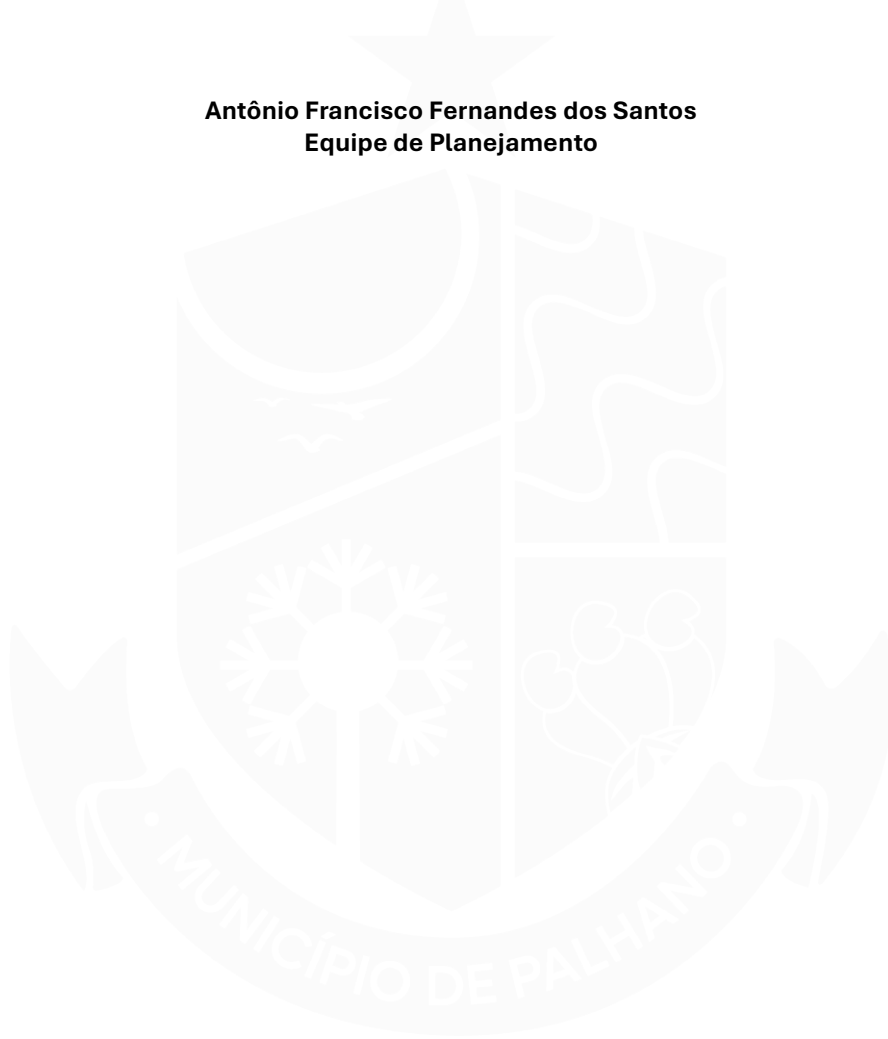 Antônio Francisco Fernandes dos Santos
Equipe de Planejamento
MUNICÍPIO DE PALHANO